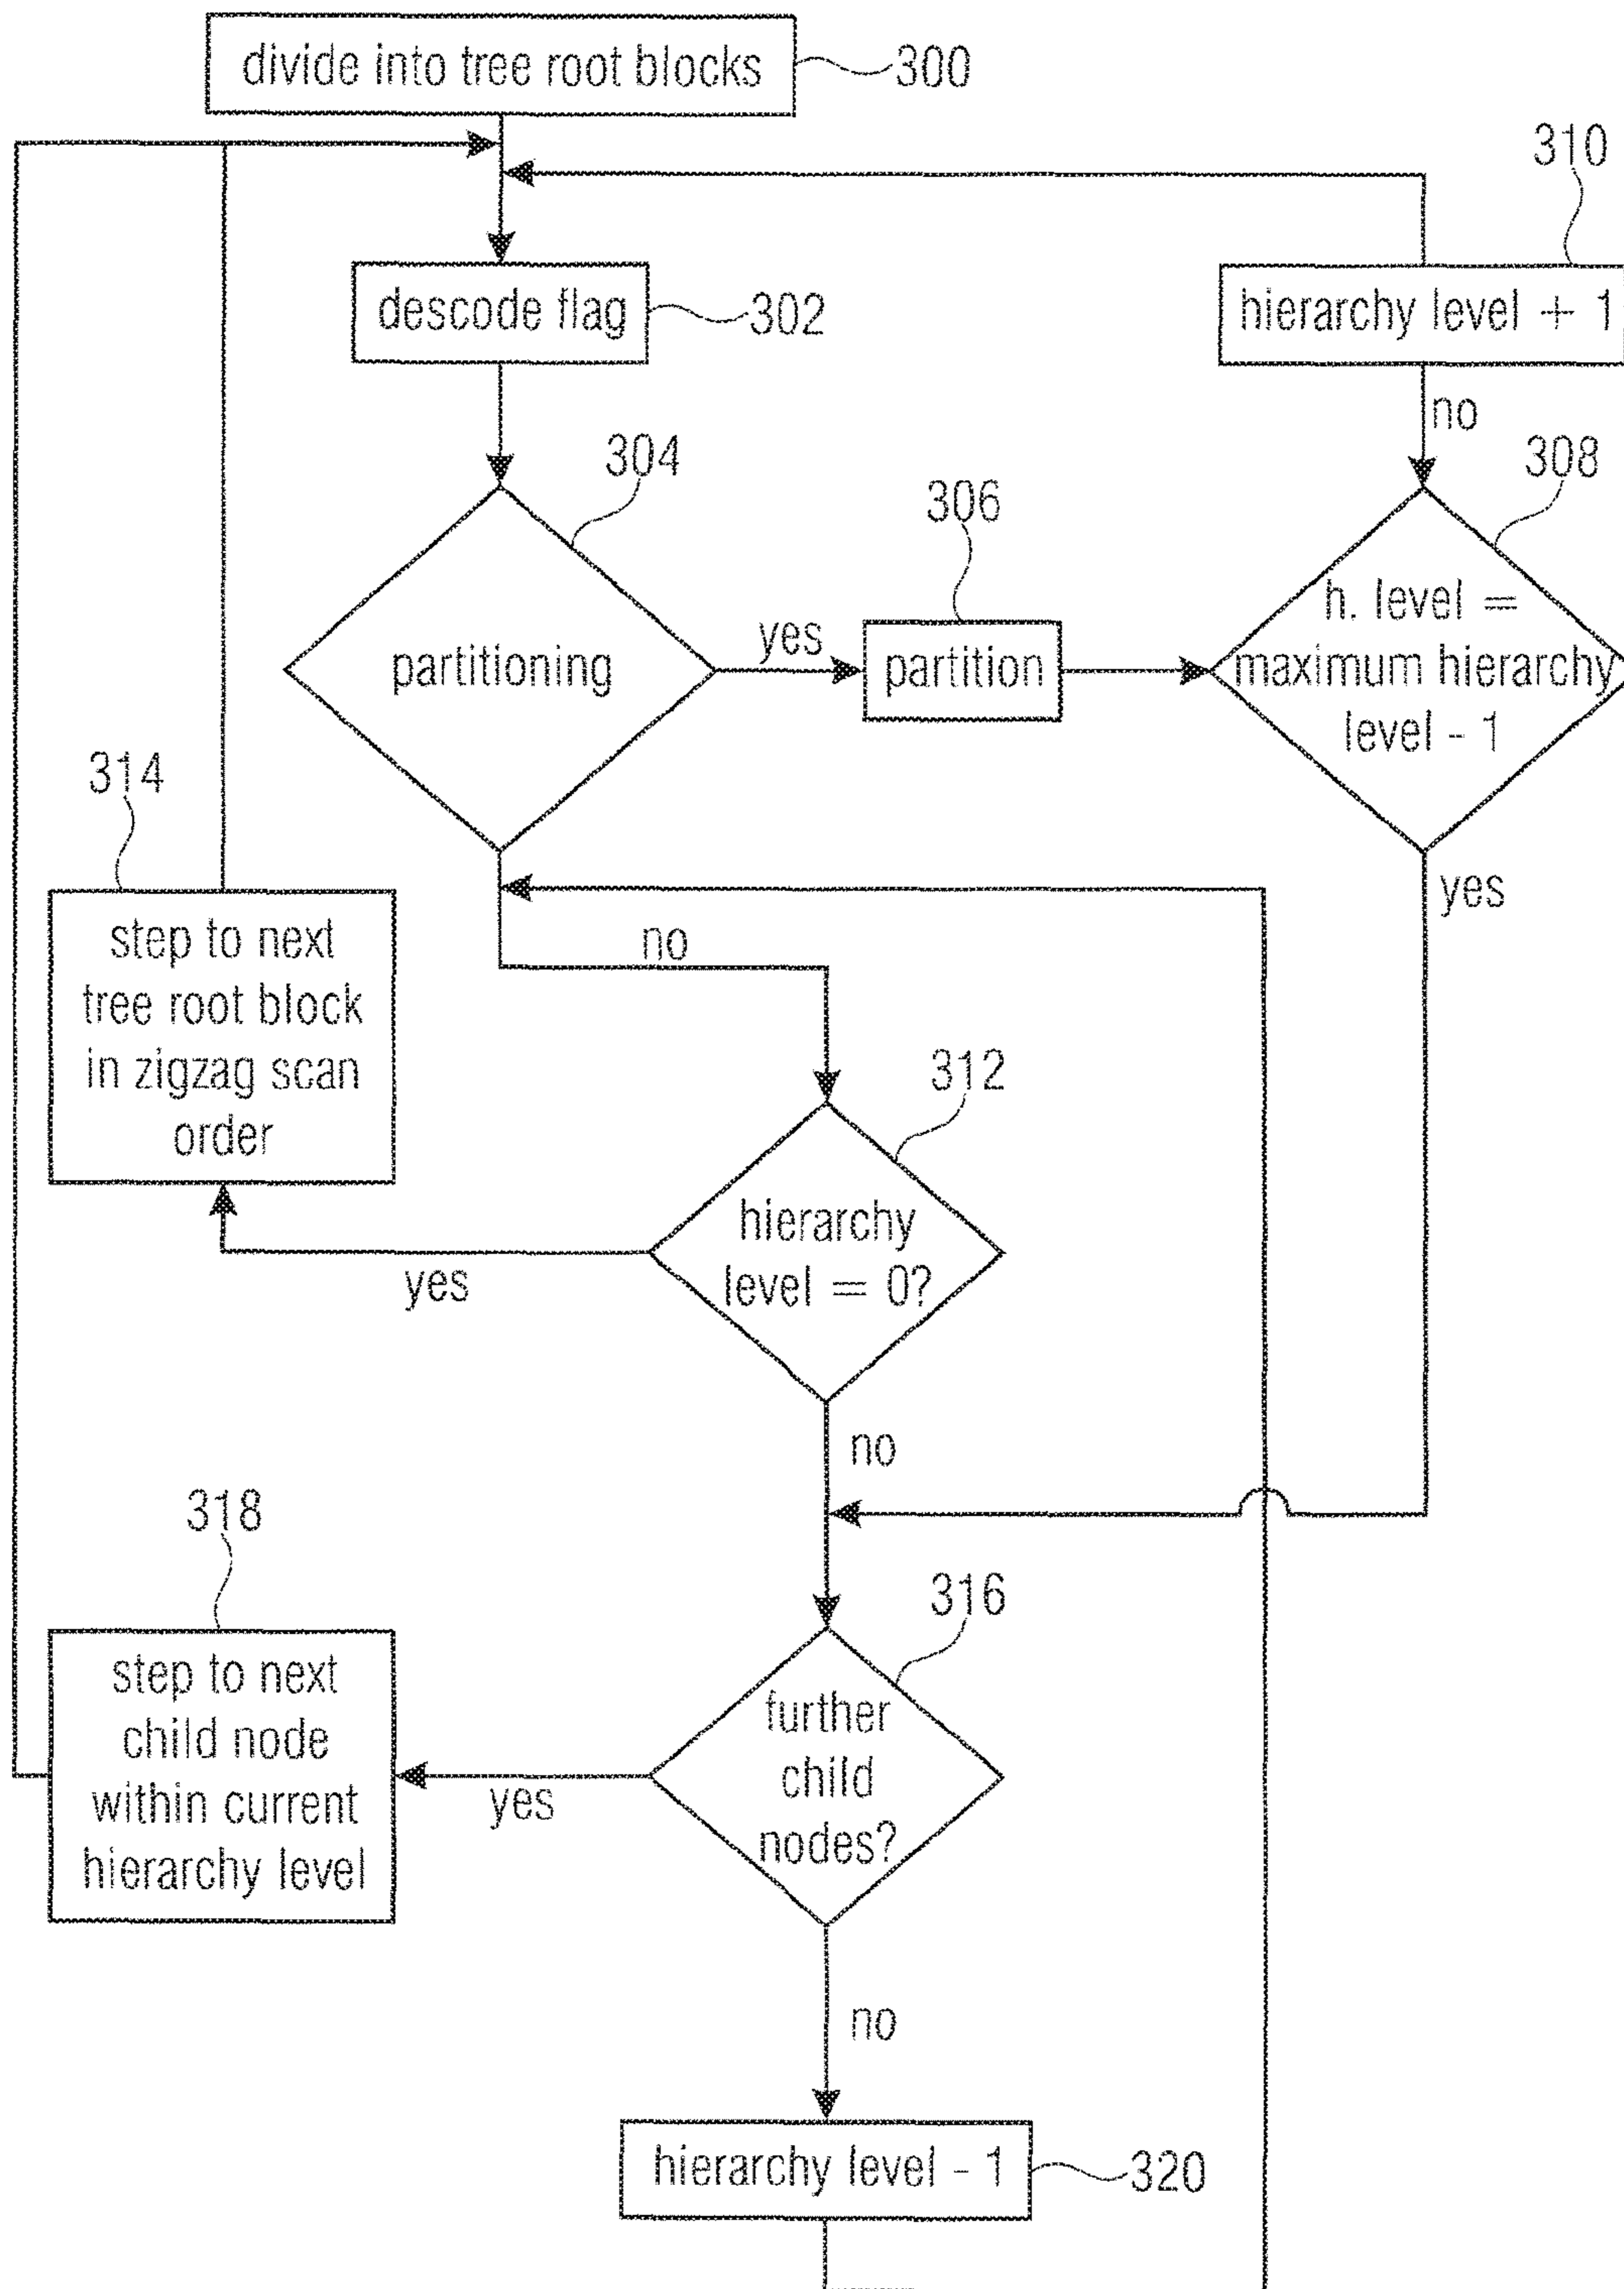 divide into tree root blocks
300
310
descode flag
302
hierarchy level + 1
no
304
308
306
partitioning
yes
partition
h. level =
maximum hierarchy
level - 1
314
yes
step to next
tree root block
in zigzag scan
order
no
312
hierarchy
level = 0?
yes
no
318
316
step to next
child node
within current
hierarchy level
further
child
nodes?
yes
no
hierarchy level - 1
320